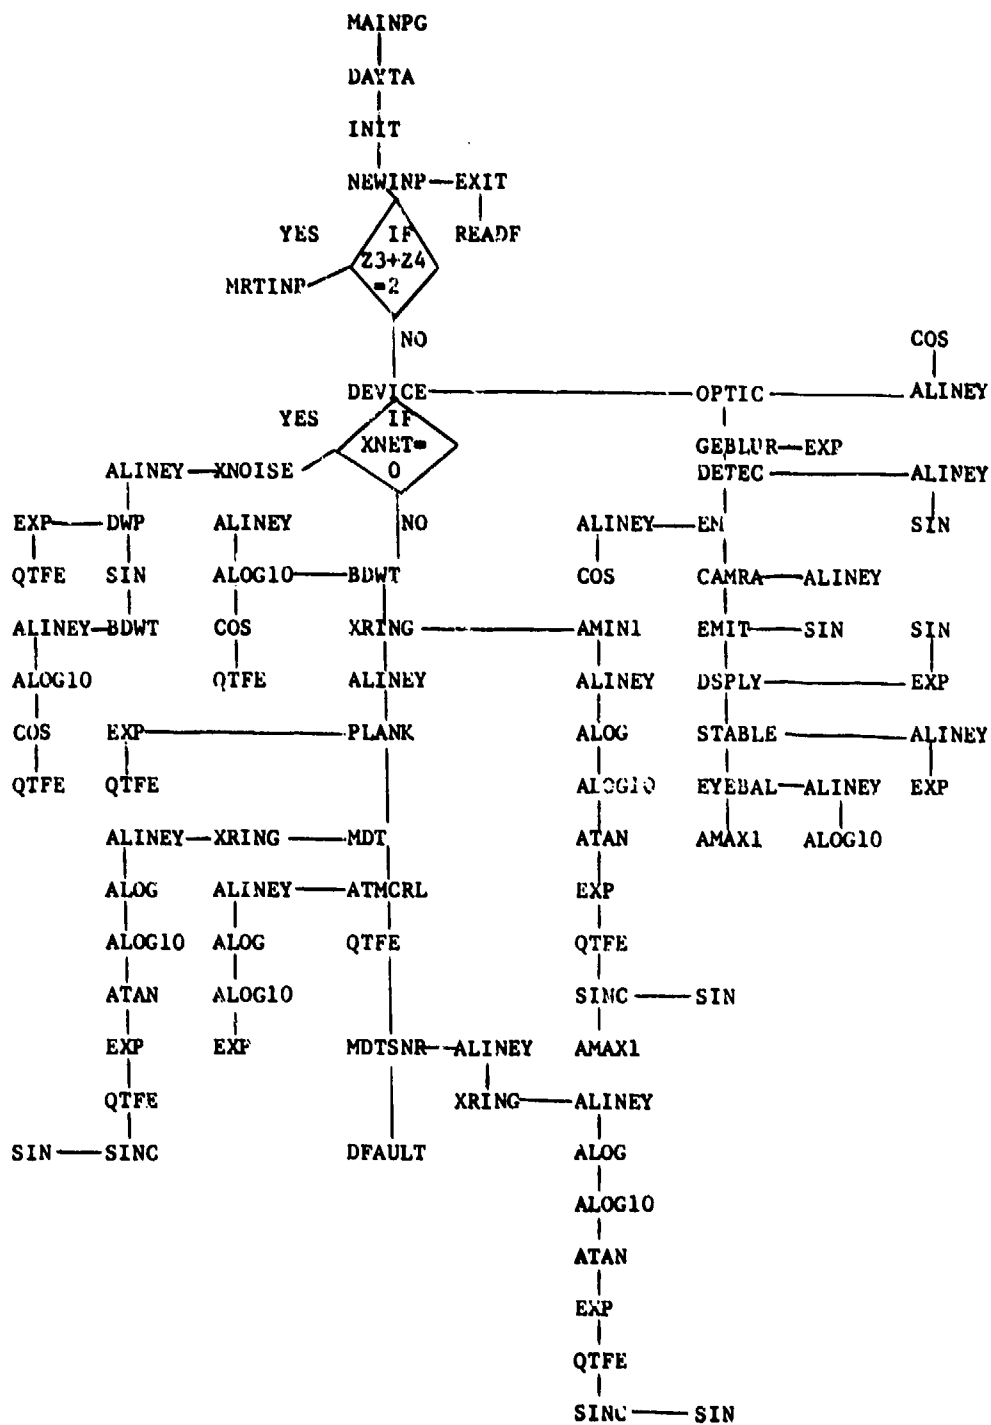 MAINPG
DAYTA
INIT
NEWINP EXIT
YES IF READF
Z3+Z4
MRTINP =2
NO COS
DEVICE OPTIC ALINEY
YES IF
XNET= GEBLUR EXP
ALINEY XNOISE 0 DETEC ALINEY
EXP DWP ALINEY NO ALINEY EM SIN
QTFE SIN ALOG10 BDWT COS CAMRA ALINEY
ALINEY BDWT COS XRING AMIN1 EMIT SIN SIN
ALOG10 QTFE ALINEY ALINEY DSPLY EXP
COS EXP PLANK ALOG STABLE ALINEY
QTFE QTFE ALOG10 EYEBAL ALINEY EXP
ALINEY XRING MDT ATAN AMAX1 ALOG10
ALOG ALINEY ATMCRL EXP
ALOG10 ALOG QTFE QTFE
ATAN ALOG10 SINC SIN
EXP EXP MDTSNR ALINEY AMAX1
QTFE XRING ALINEY
SIN SINC DFAULT ALOG
ALOG10
ATAN
EXP
QTFE
SINC SIN